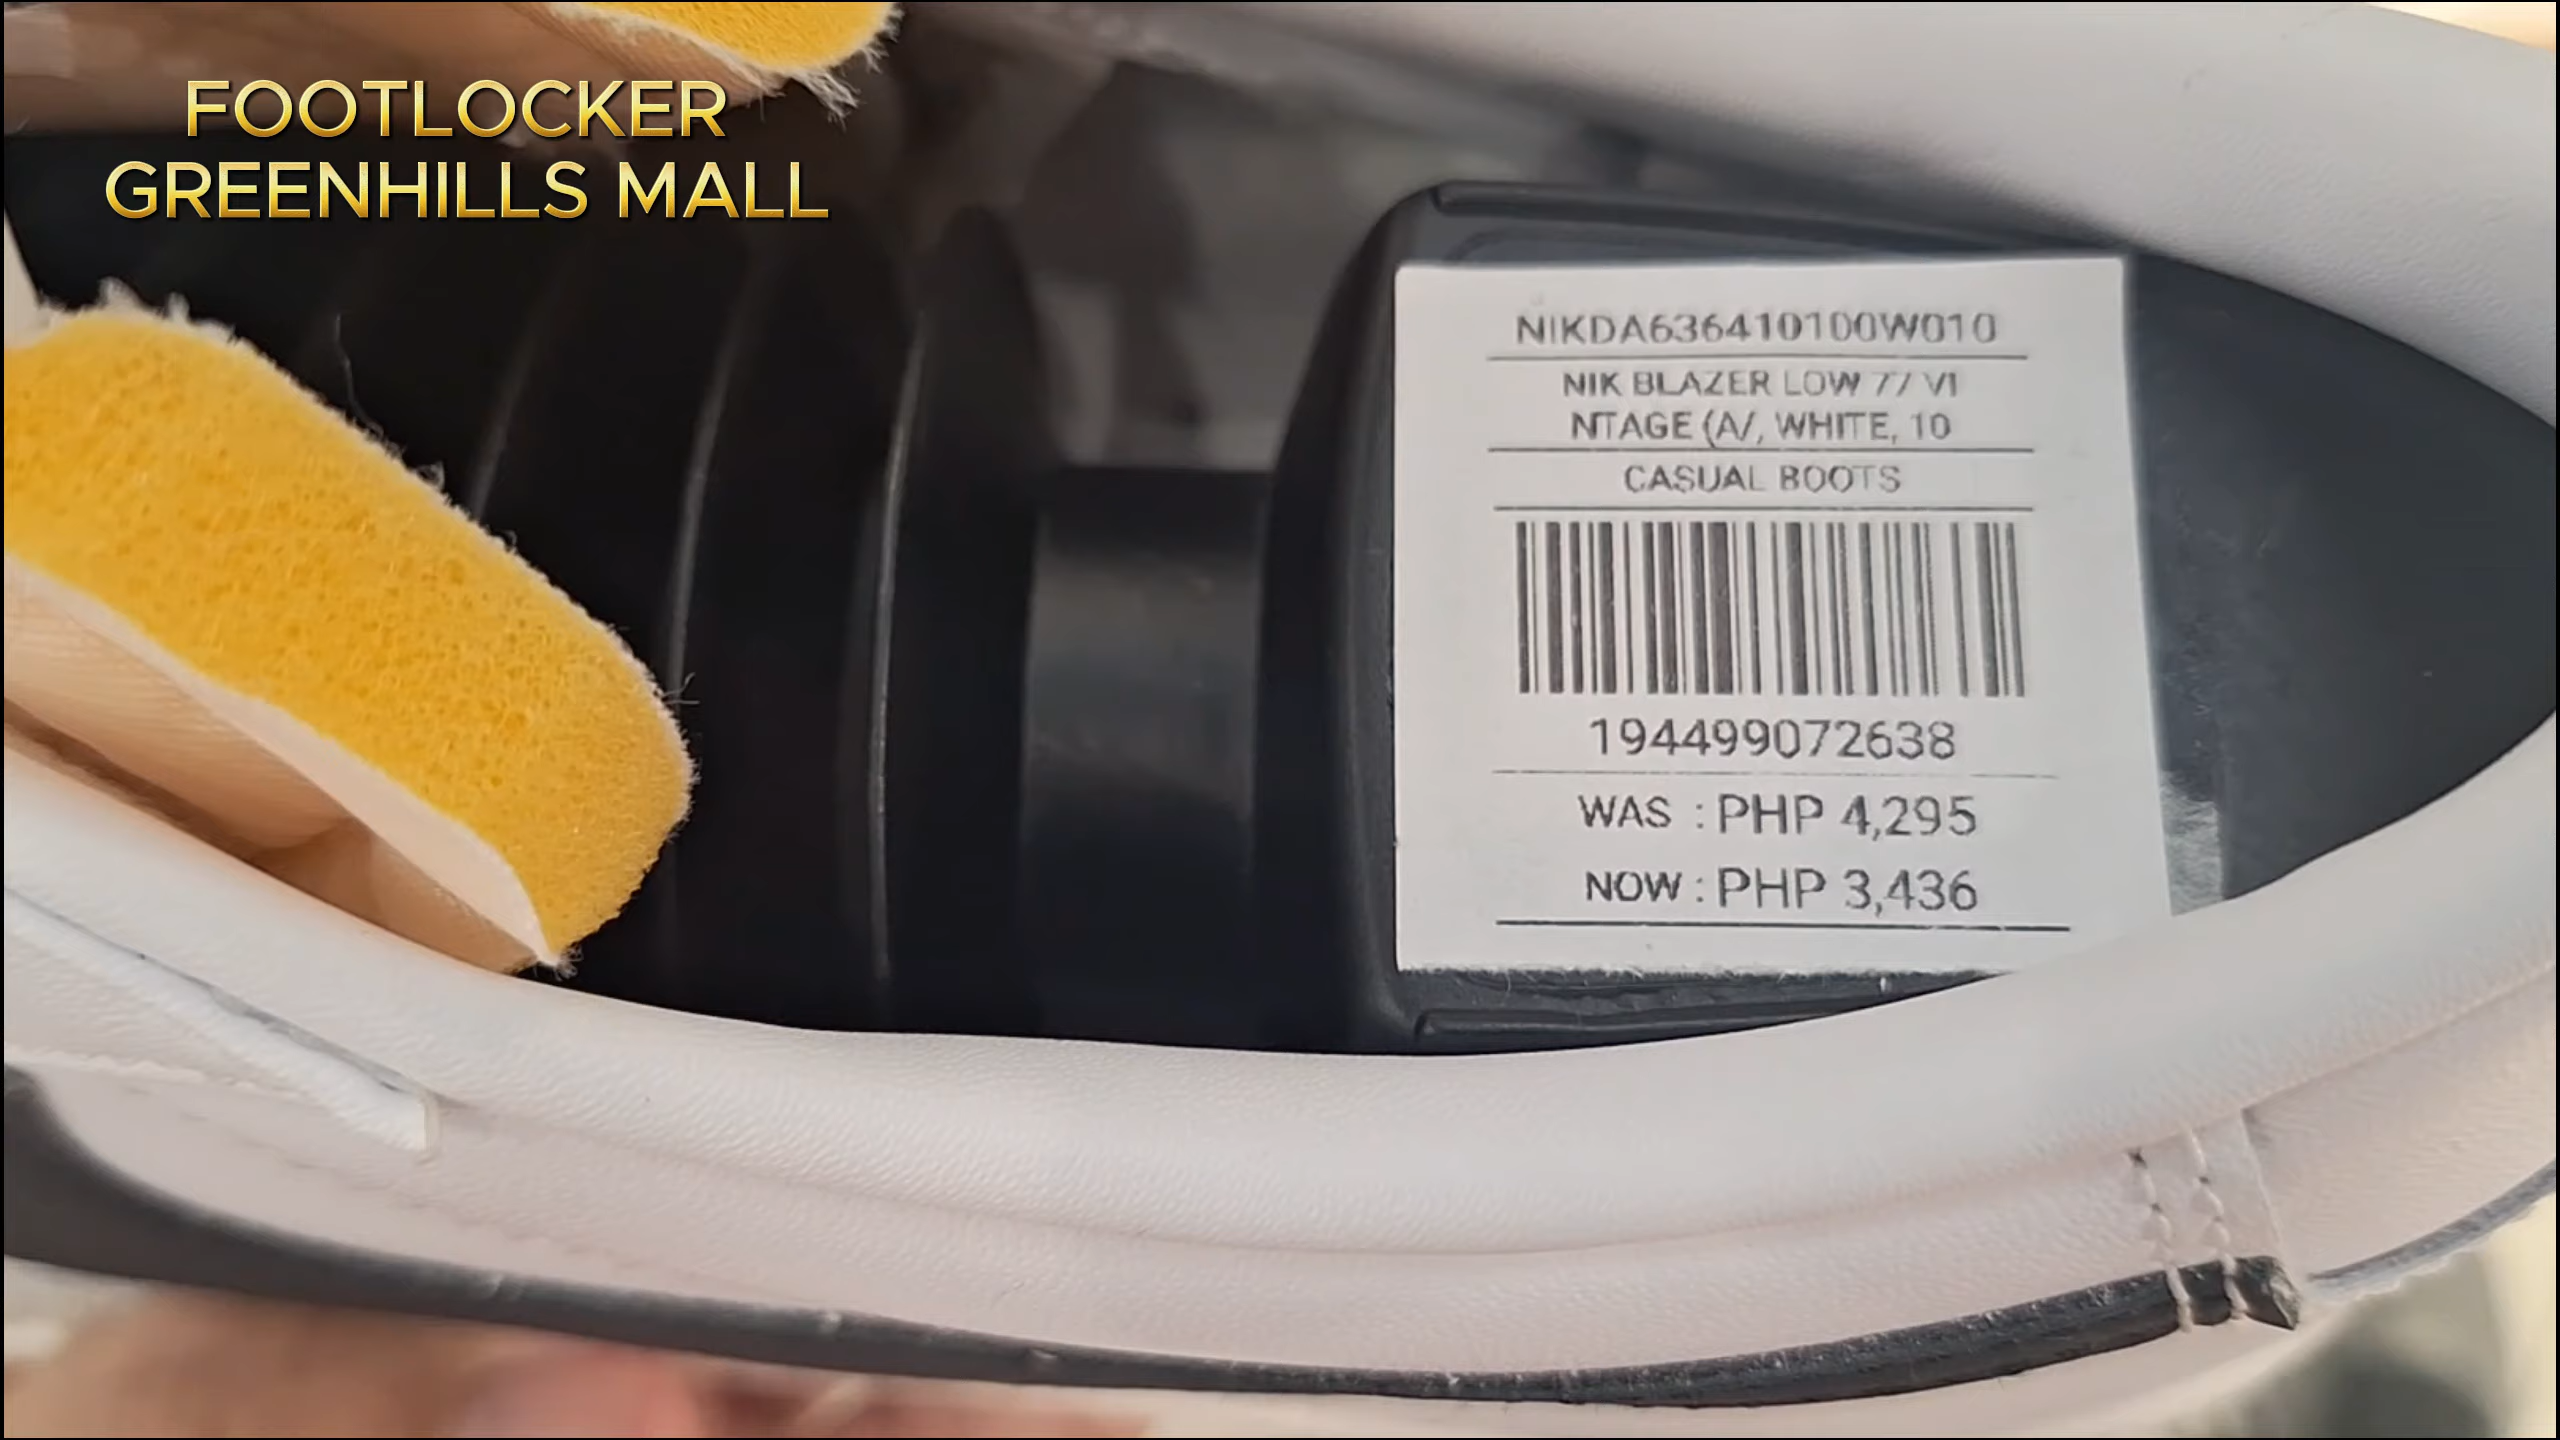 FOOTLOCKER
GREENHILLS MALL
NIKDA636410100W010
NIK BLAZER LOW 77 VI
NTAGE (A/, WHITE, 10
CASUAL BOOTS
194499072638
WAS : PHP 4,295
NOW : PHP 3,436